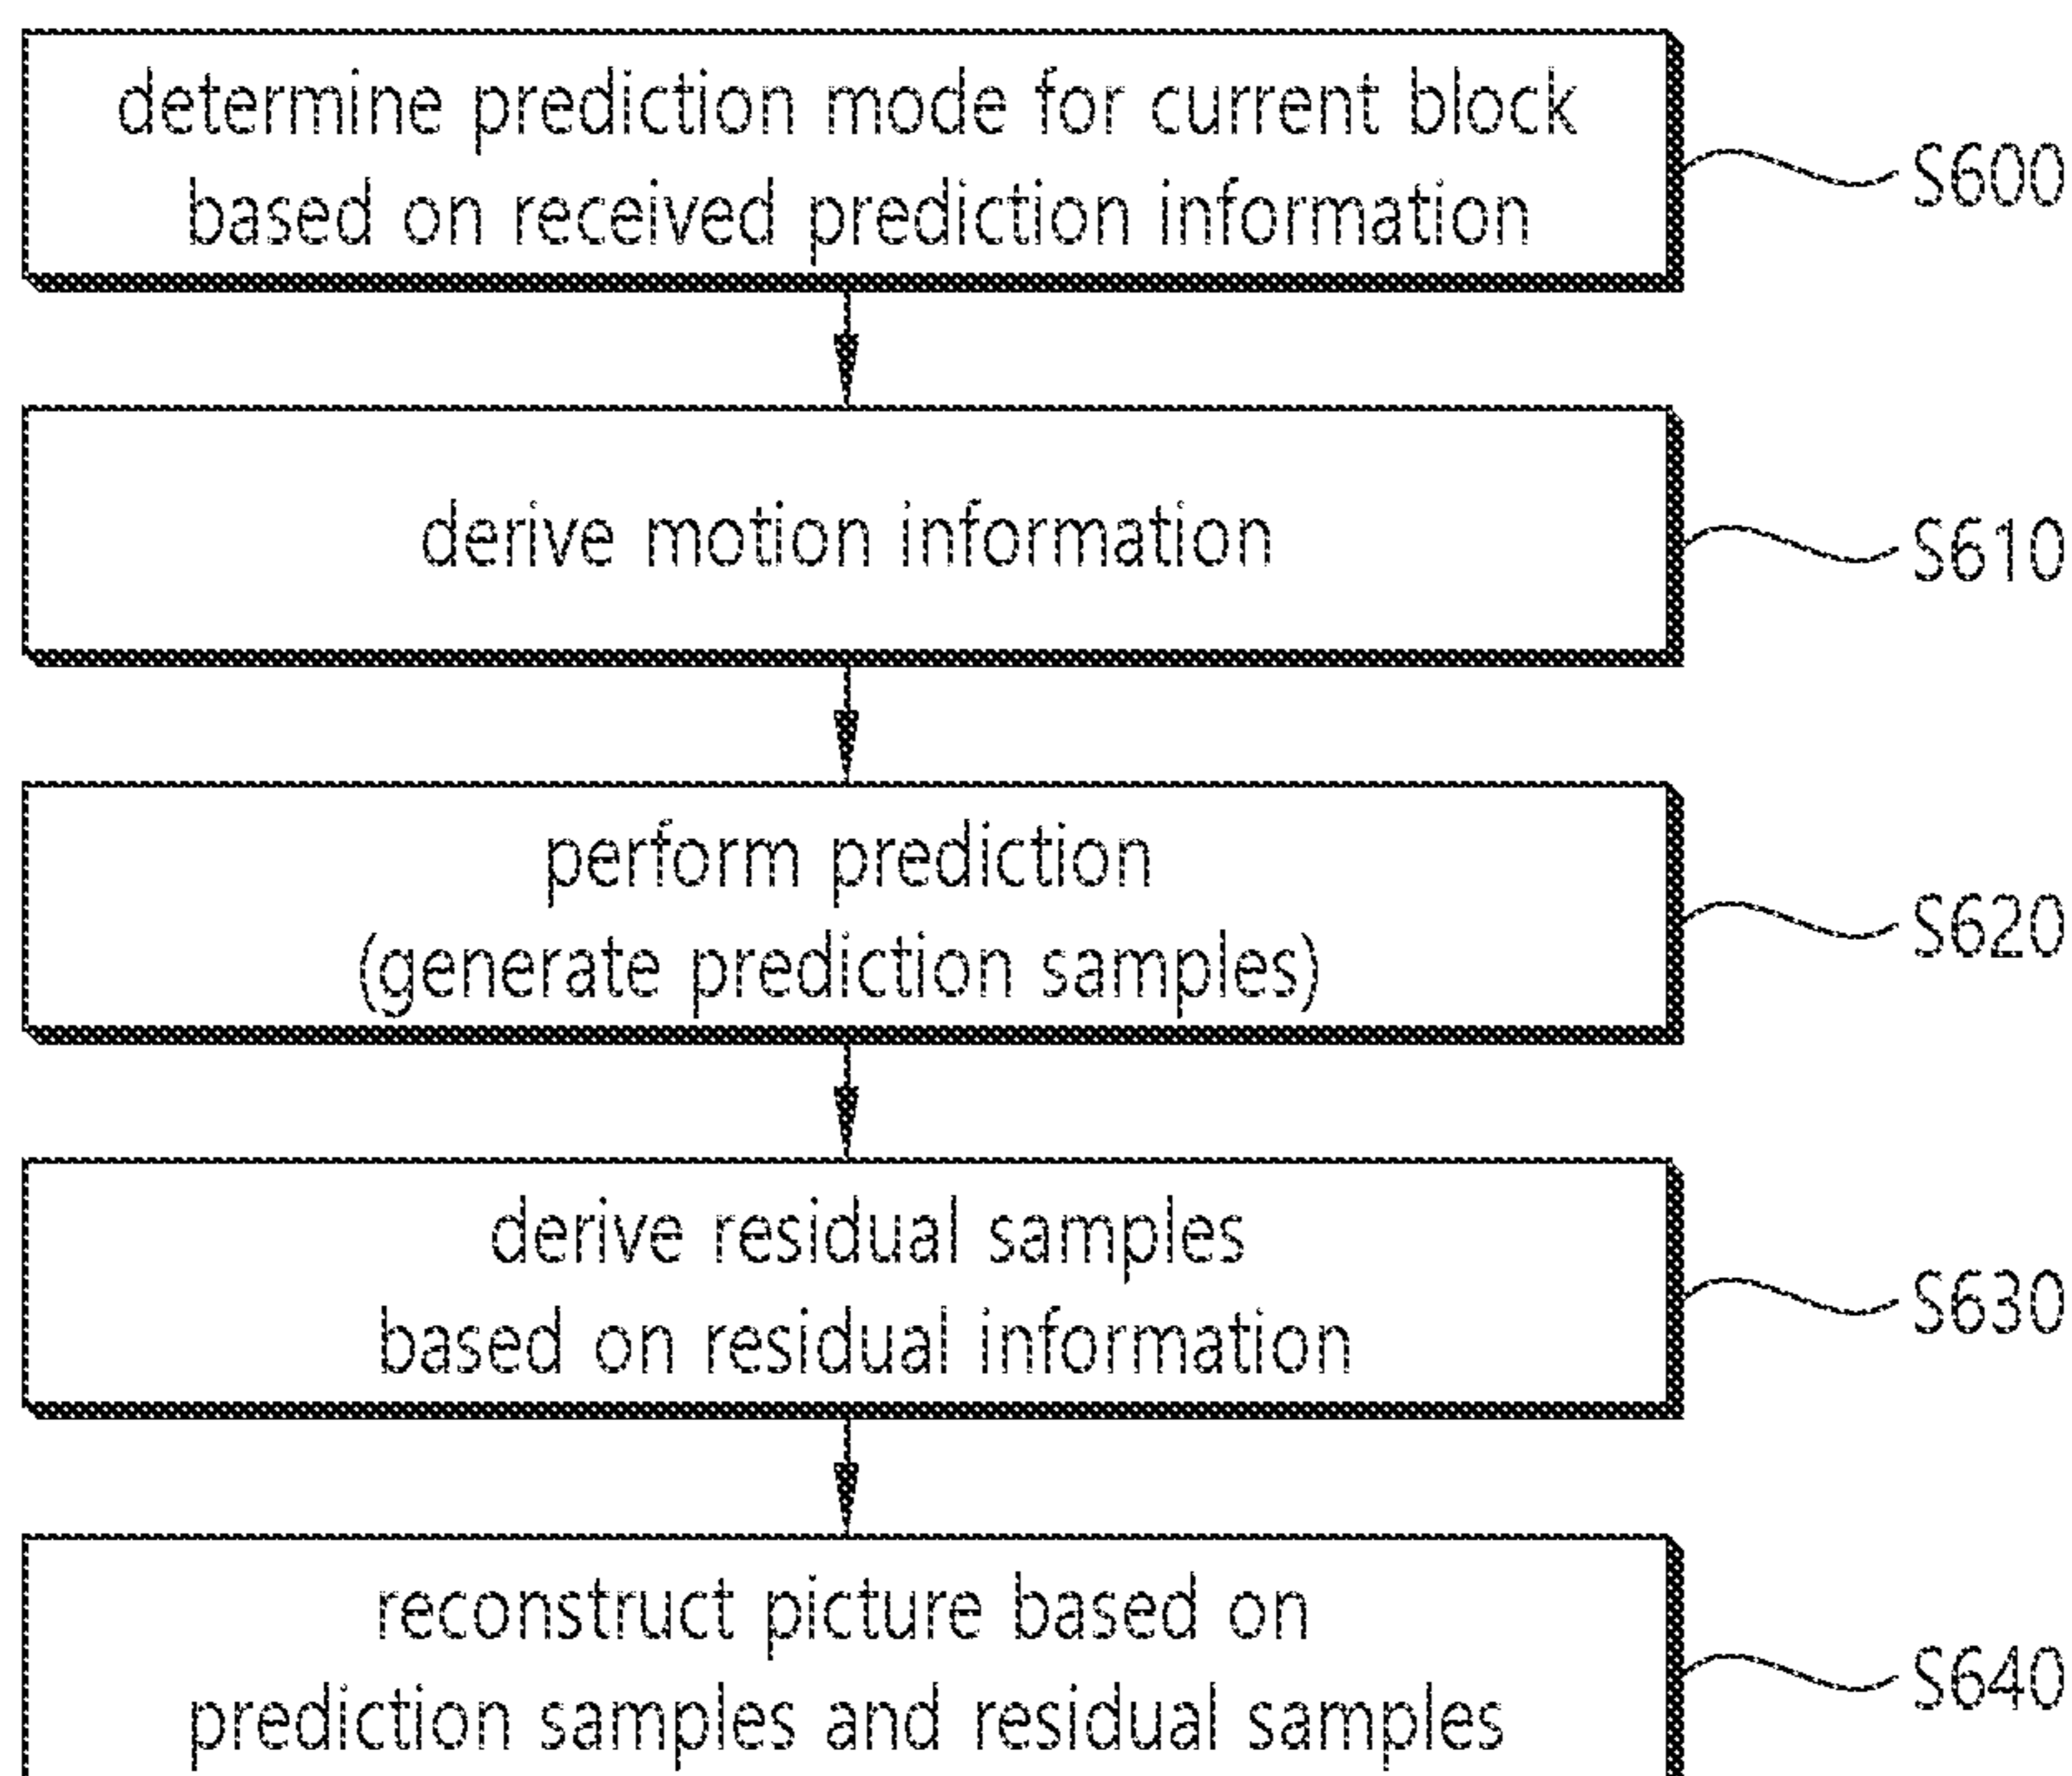 determine prediction mode for current block
based on received prediction information
S600
derive motion information
S610
perform prediction
(generate prediction samples)
S620
derive residual samples
based on residual information
S630
reconstruct picture based on
prediction samples and residual samples
S640